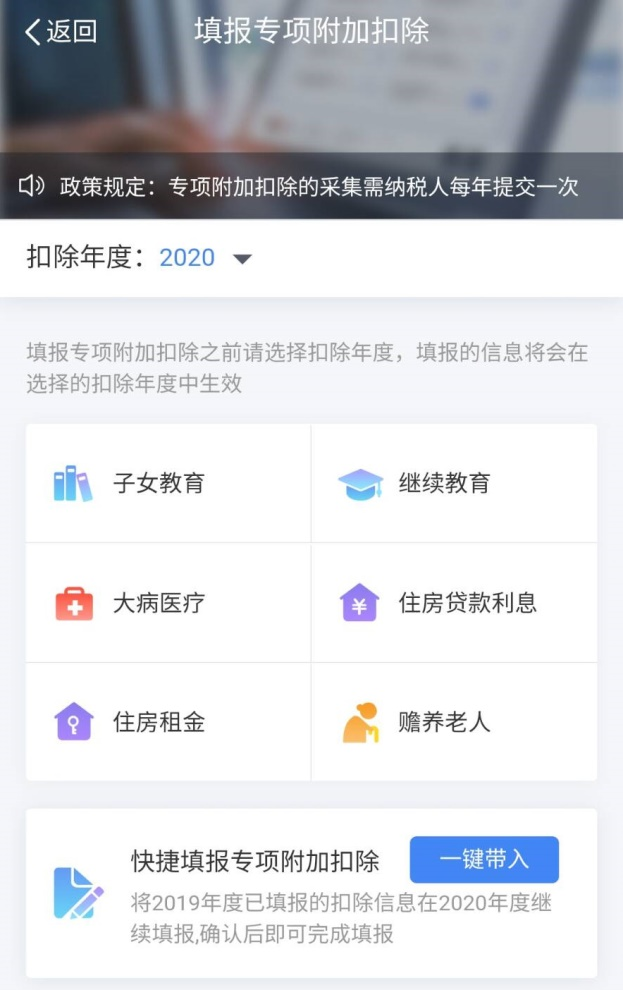 返回
填报专项附加扣除
政策规定：专项附加扣除的采集需纳税人每年提交一次
扣除年度：2020
填报专项附加扣除之前请选择扣除年度，填报的信息将会在
选择的扣除年度中生效
子女教育
继续教育
大病医疗
住房贷款利息
住房租金
赡养老人
快捷填报专项附加扣除
一键带入
将2019年度已填报的扣除信息在2020年度继
续填报,确认后即可完成填报